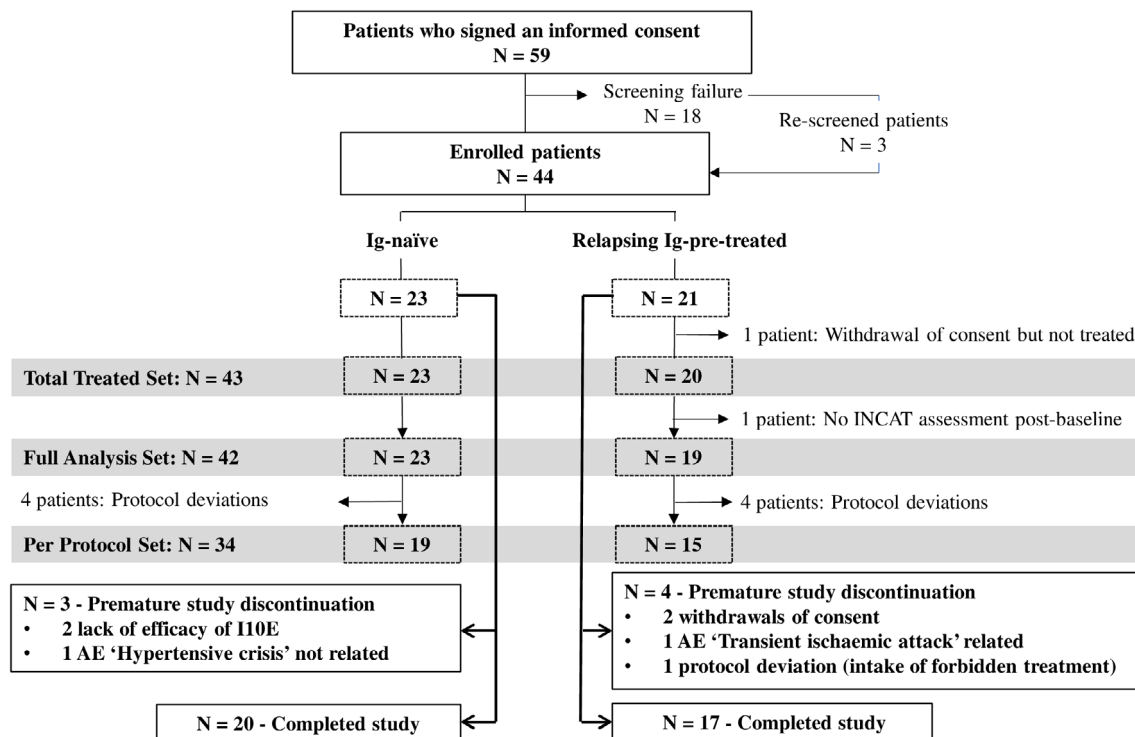 Patients who signed an informed consent
N = 59
Screening failure
N = 18
Re-screened patients
N = 3
Enrolled patients
N = 44
Ig-naïve
Relapsing Ig-pre-treated
N = 23
N = 21
1 patient: Withdrawal of consent but not treated
Total Treated Set: N = 43
N = 23
N = 20
1 patient: No INCAT assessment post-baseline
Full Analysis Set: N = 42
N = 23
N = 19
4 patients: Protocol deviations
4 patients: Protocol deviations
Per Protocol Set: N = 34
N = 19
N = 15
N = 3 - Premature study discontinuation
• 2 lack of efficacy of I10E
• 1 AE ‘Hypertensive crisis’ not related
N = 4 - Premature study discontinuation
• 2 withdrawals of consent
• 1 AE ‘Transient ischaemic attack’ related
• 1 protocol deviation (intake of forbidden treatment)
N = 20 - Completed study
N = 17 - Completed study